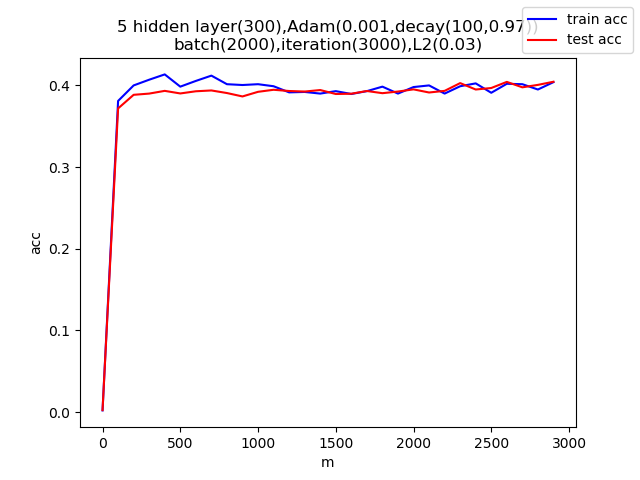 5 hidden layer(300),Adam(0.001,decay(100,0.97))
batch(2000),iteration(3000),L2(0.03)
train acc
test acc
0.4
0.3
0.2
0.1
0.0
acc
0 500 1000 1500 2000 2500 3000
m